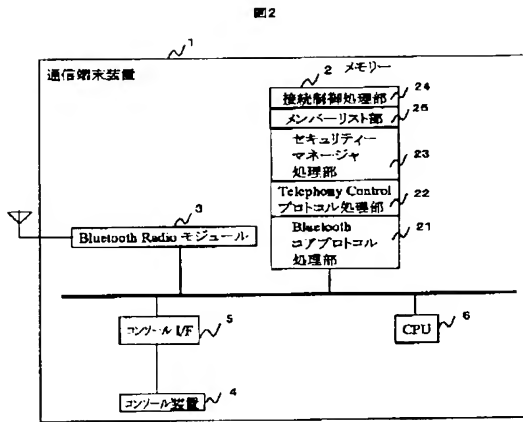 図2
1
通信端末装置
2
メモリー
接続制御処理部
24
メンバーリスト部
25
セキュリティー
マネージャ
処理部
23
Telephony Control
プロトコル処理部
22
Bluetooth
コアプロトコル
処理部
21
3
Bluetooth Radio モジュール
コンソール I/F
5
CPU
6
コンソール装置
4